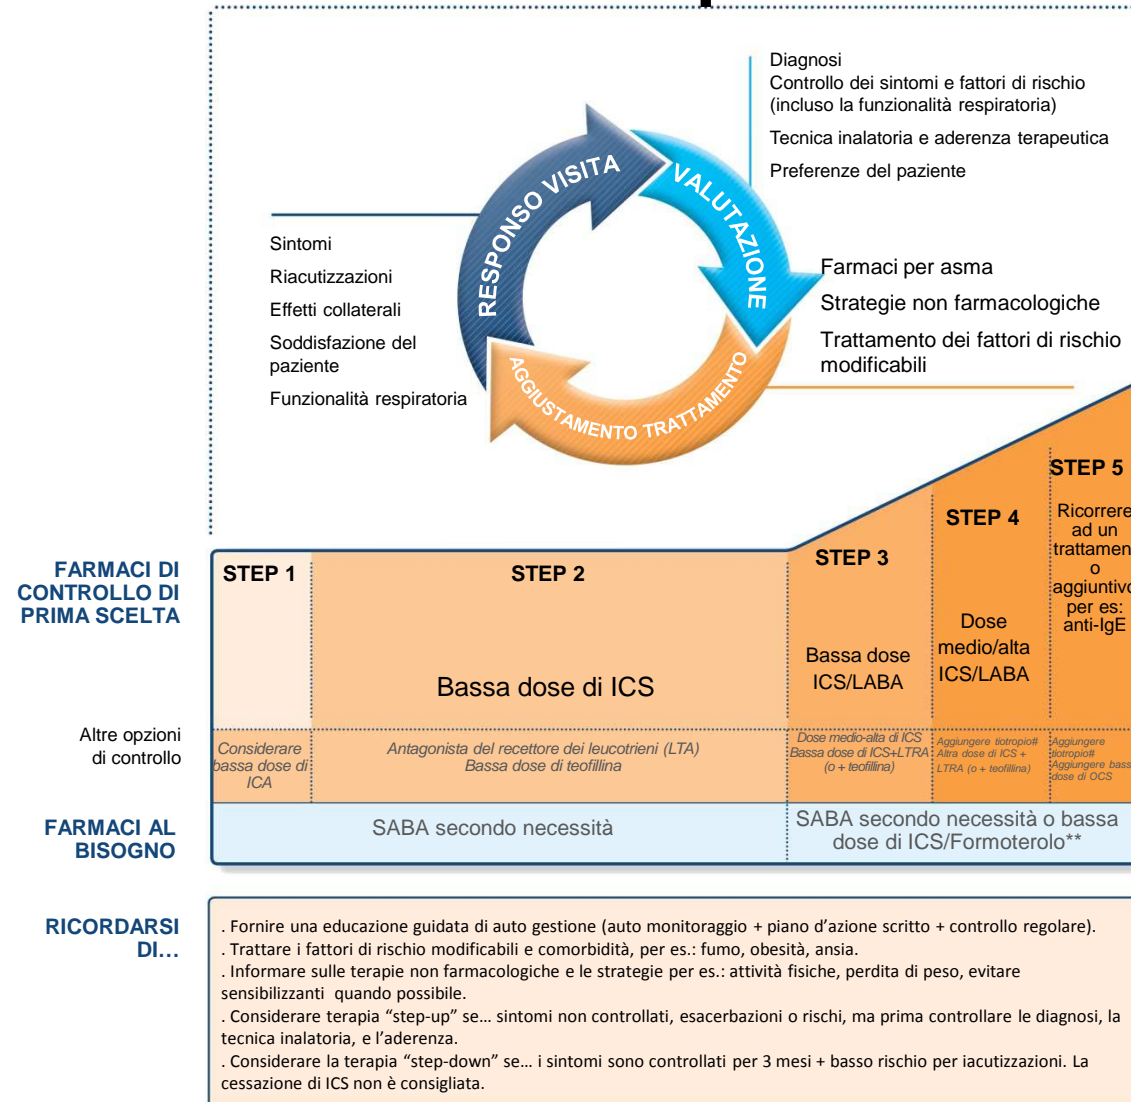 Diagnosi
Controllo dei sintomi e fattori di rischio
(incluso la funzionalità respiratoria)
Tecnica inalatoria e aderenza terapeutica
Preferenze del paziente
RESPONSO VISITA
VALUTAZIONE
AGGIUSTAMENTO TRATTAMENTO
Sintomi
Riacutizzazioni
Effetti collaterali
Soddisfazione del
paziente
Funzionalità respiratoria
Farmaci per asma
Strategie non farmacologiche
Trattamento dei fattori di rischio
modificabili
FARMACI DI
CONTROLLO DI
PRIMA SCELTA
STEP 1
STEP 2
Bassa dose di ICS
STEP 3
Bassa dose
ICS/LABA
STEP 4
Dose
medio/alta
ICS/LABA
STEP 5
Ricorrere
ad un
trattamen
o
aggiuntivo
per es:
anti-IgE
Altre opzioni
di controllo
Considerare
bassa dose di
ICA
Antagonista del recettore dei leucotrieni (LTA)
Bassa dose di teofillina
Dose medio-alta di ICS
Bassa dose di ICS+LTRA
(o + teofillina)
Aggiungere tiotropio#
Altra dose di ICS +
LTRA (o + teofillina)
Aggiungere
tiotropio#
Aggiungere bass
dose di OCS
FARMACI AL
BISOGNO
SABA secondo necessità
SABA secondo necessità o bassa
dose di ICS/Formoterolo**
RICORDARSI
DI…
. Fornire una educazione guidata di auto gestione (auto monitoraggio + piano d’azione scritto + controllo regolare).
. Trattare i fattori di rischio modificabili e comorbidità, per es.: fumo, obesità, ansia.
. Informare sulle terapie non farmacologiche e le strategie per es.: attività fisiche, perdita di peso, evitare
sensibilizzanti quando possibile.
. Considerare terapia “step-up” se… sintomi non controllati, esacerbazioni o rischi, ma prima controllare le diagnosi, la
tecnica inalatoria, e l’aderenza.
. Considerare la terapia “step-down” se… i sintomi sono controllati per 3 mesi + basso rischio per iacutizzazioni. La
cessazione di ICS non è consigliata.